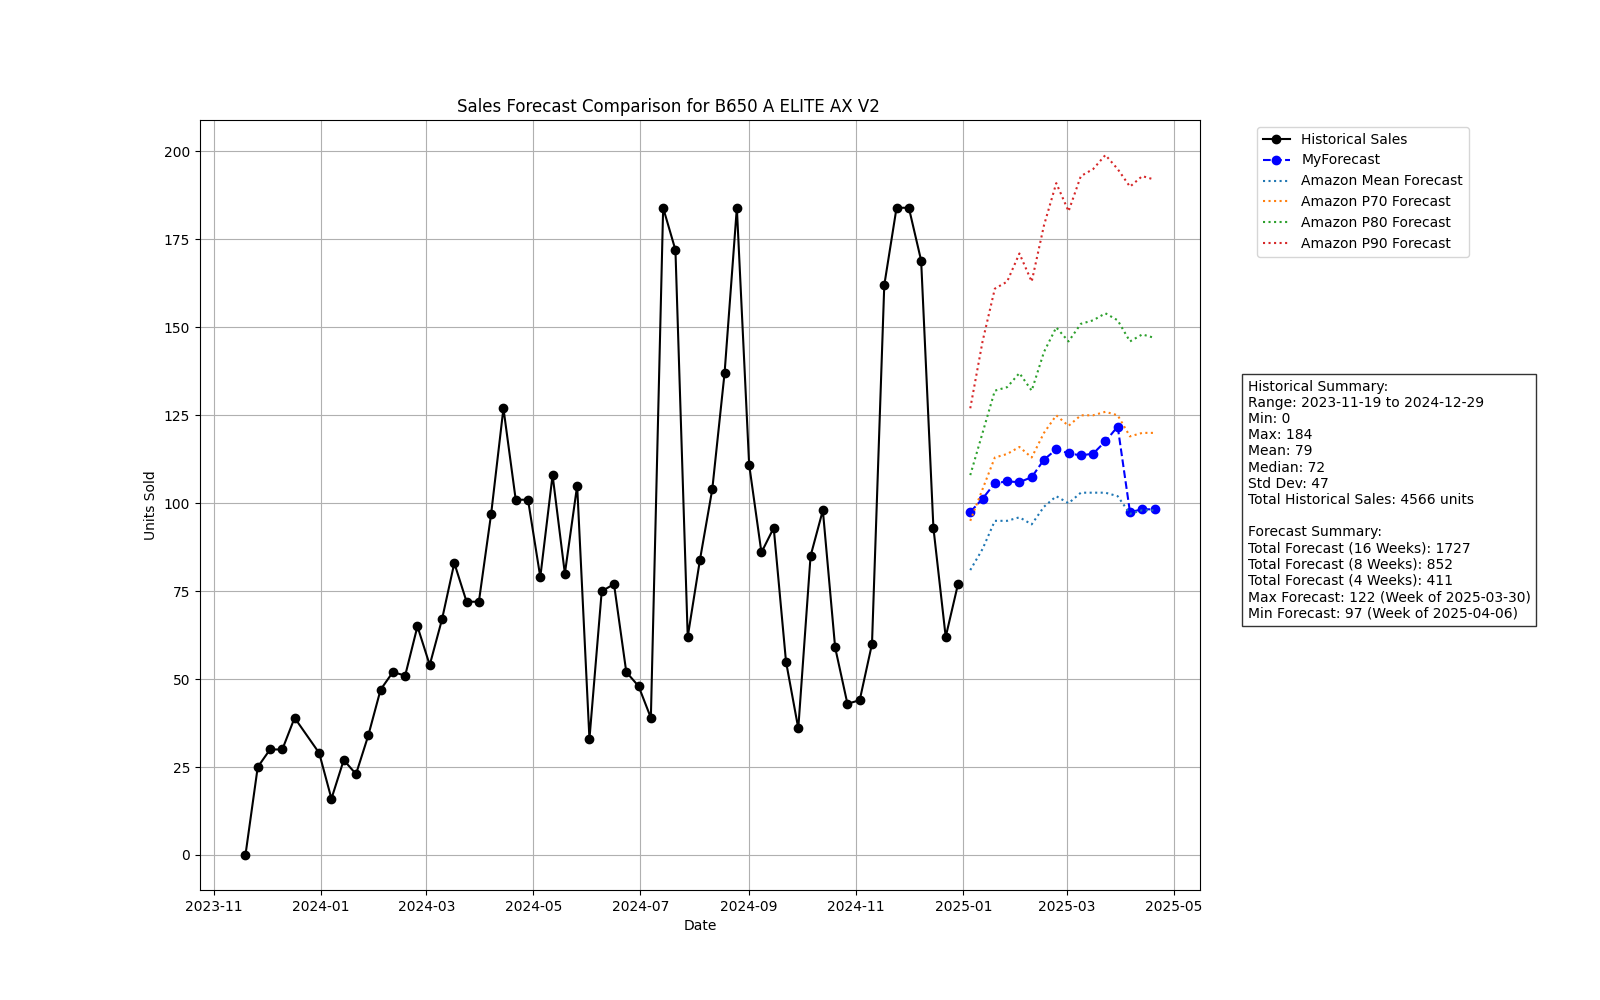 Sales Forecast Comparison for B650 A ELITE AX V2
Units Sold
200
175
150
125
100
75
50
25
0
2023-11
2024-01
2024-03
2024-05
2024-07
2024-09
2024-11
2025-01
2025-03
2025-05
Date
Historical Sales
MyForecast
Amazon Mean Forecast
Amazon P70 Forecast
Amazon P80 Forecast
Amazon P90 Forecast
Historical Summary:
Range: 2023-11-19 to 2024-12-29
Min: 0
Max: 184
Mean: 79
Median: 72
Std Dev: 47
Total Historical Sales: 4566 units
Forecast Summary:
Total Forecast (16 Weeks): 1727
Total Forecast (8 Weeks): 852
Total Forecast (4 Weeks): 411
Max Forecast: 122 (Week of 2025-03-30)
Min Forecast: 97 (Week of 2025-04-06)